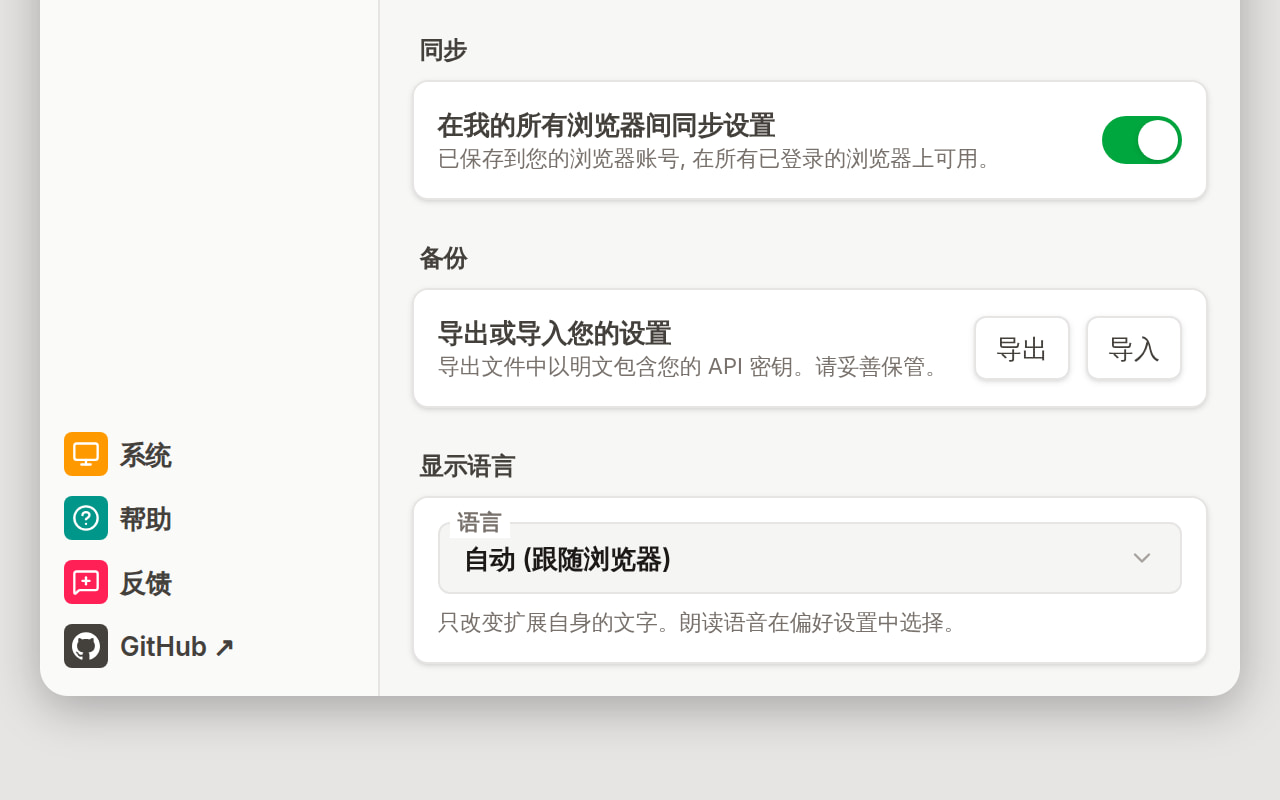 同步
在我的所有浏览器间同步设置
已保存到您的浏览器账号, 在所有已登录的浏览器上可用。
备份
导出或导入您的设置
导出文件中以明文包含您的 API 密钥。请妥善保管。
导出
导入
显示语言
语言
自动 (跟随浏览器)
只改变扩展自身的文字。朗读语音在偏好设置中选择。
系统
帮助
反馈
GitHub ↗